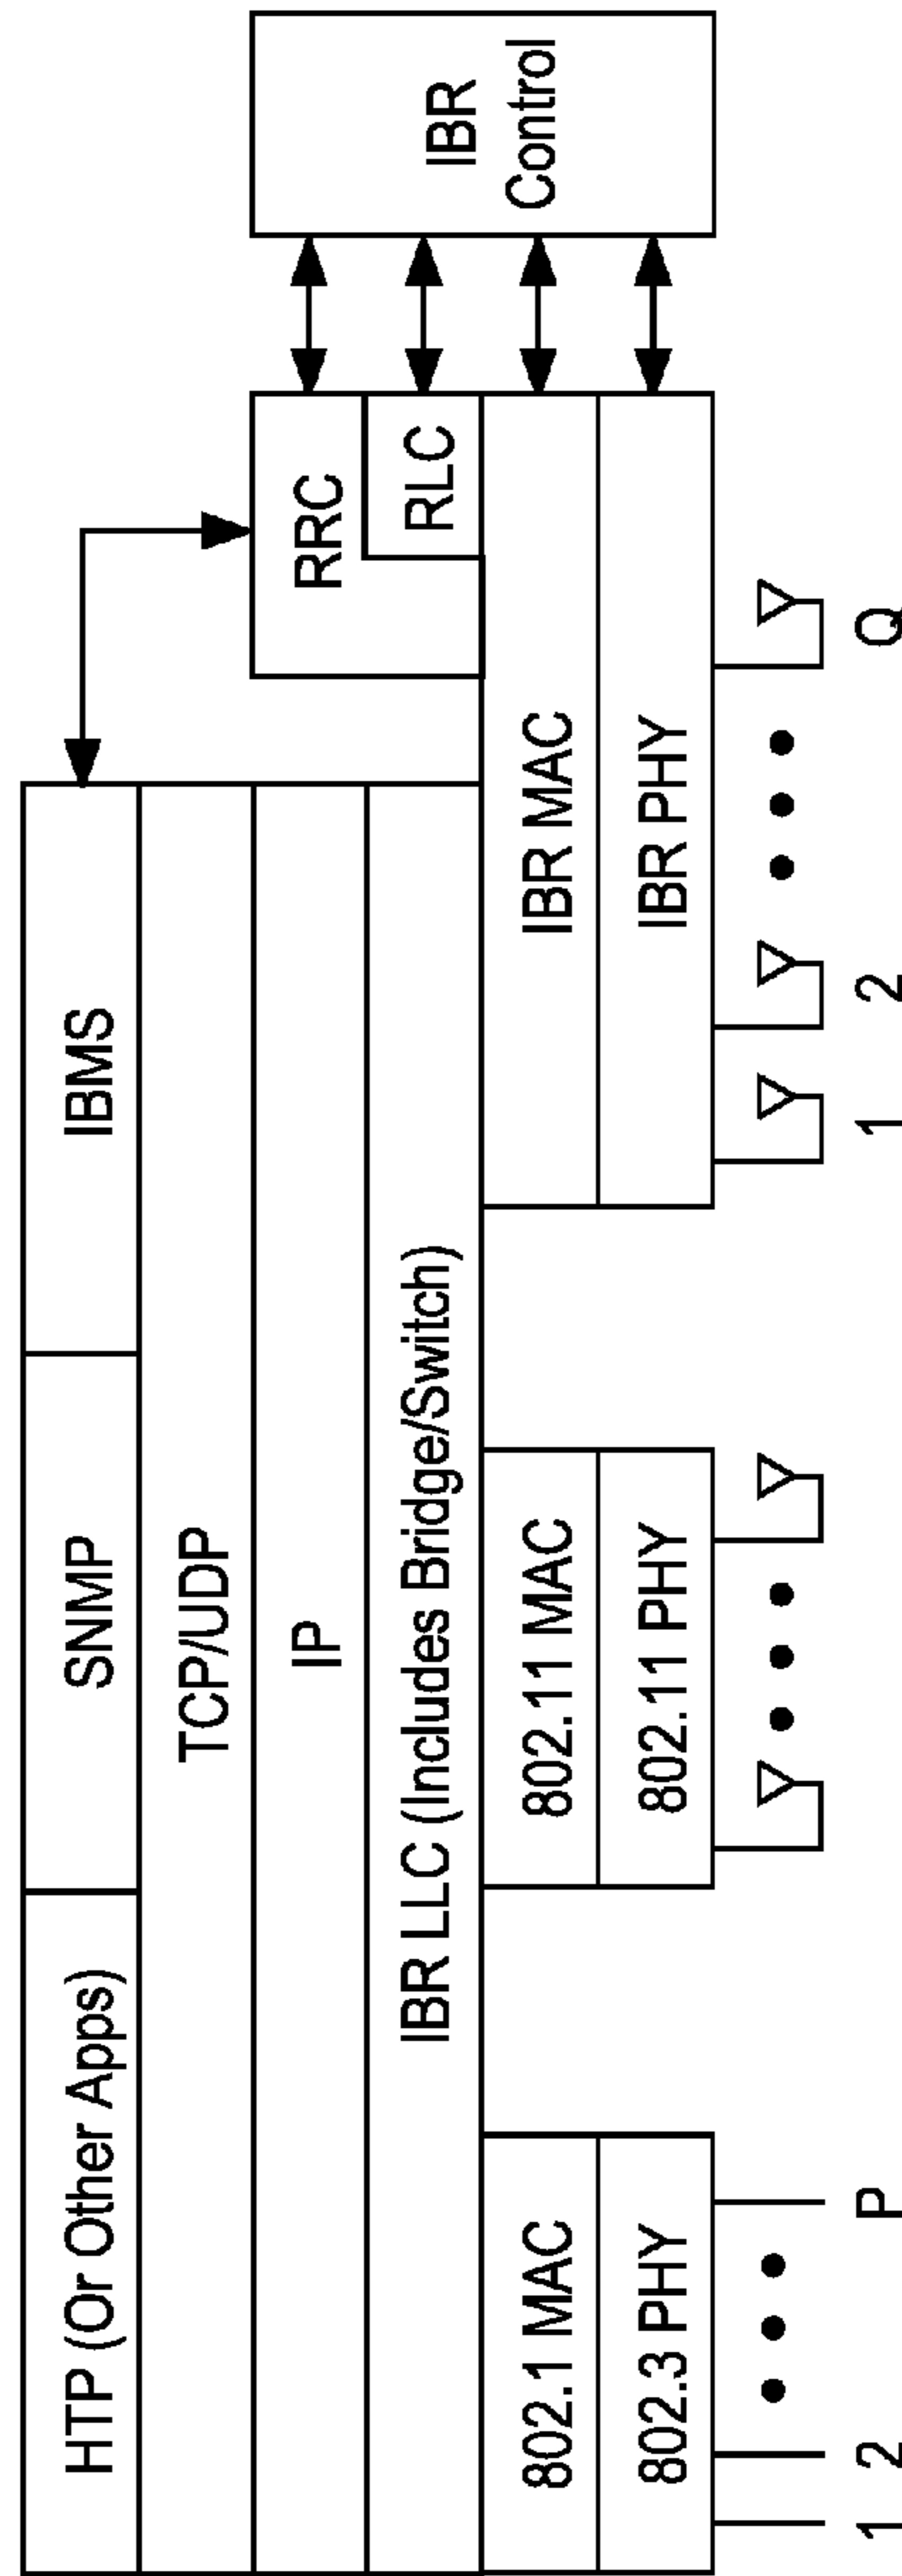 HTP (Or Other Apps)
SNMP
IBMS
TCP/UDP
IP
RRC
IBR LLC (Includes Bridge/Switch)
RLC
IBR
Control
802.1 MAC
802.11 MAC
IBR MAC
802.3 PHY
802.11 PHY
IBR PHY
1 2 P
1 2 Q